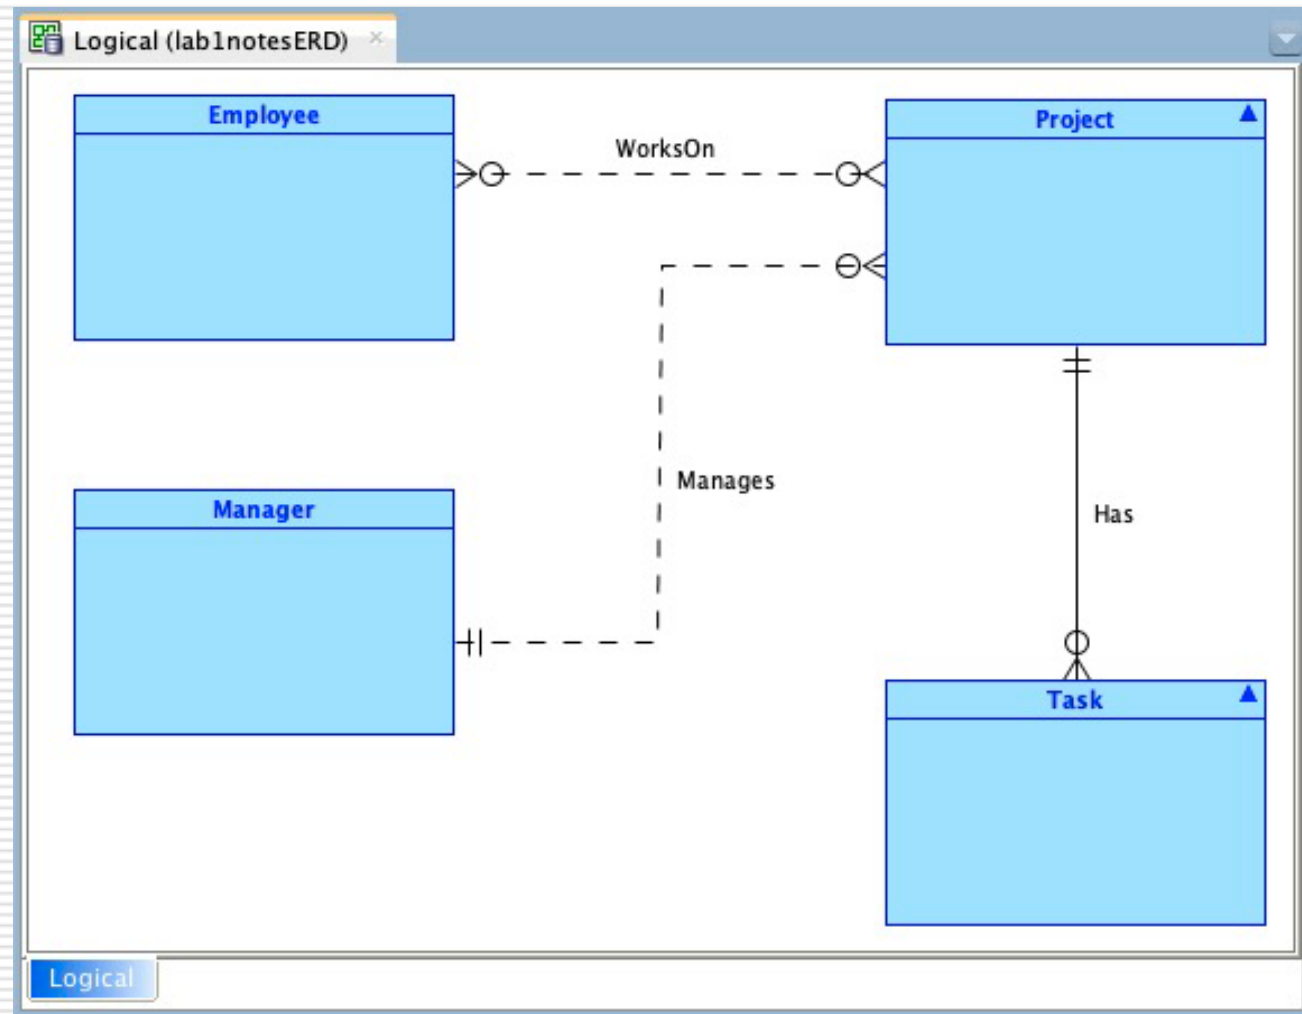 Logical (lab1notesERD)
Employee
Project
WorksOn
Manages
Manager
Has
Task
Logical